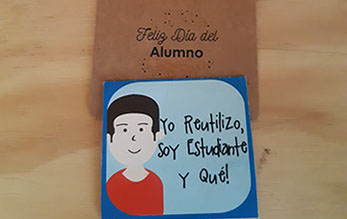 Feliz Día del
Alumno
Yo Reutilizo,
Soy Estudiante
y Qué!